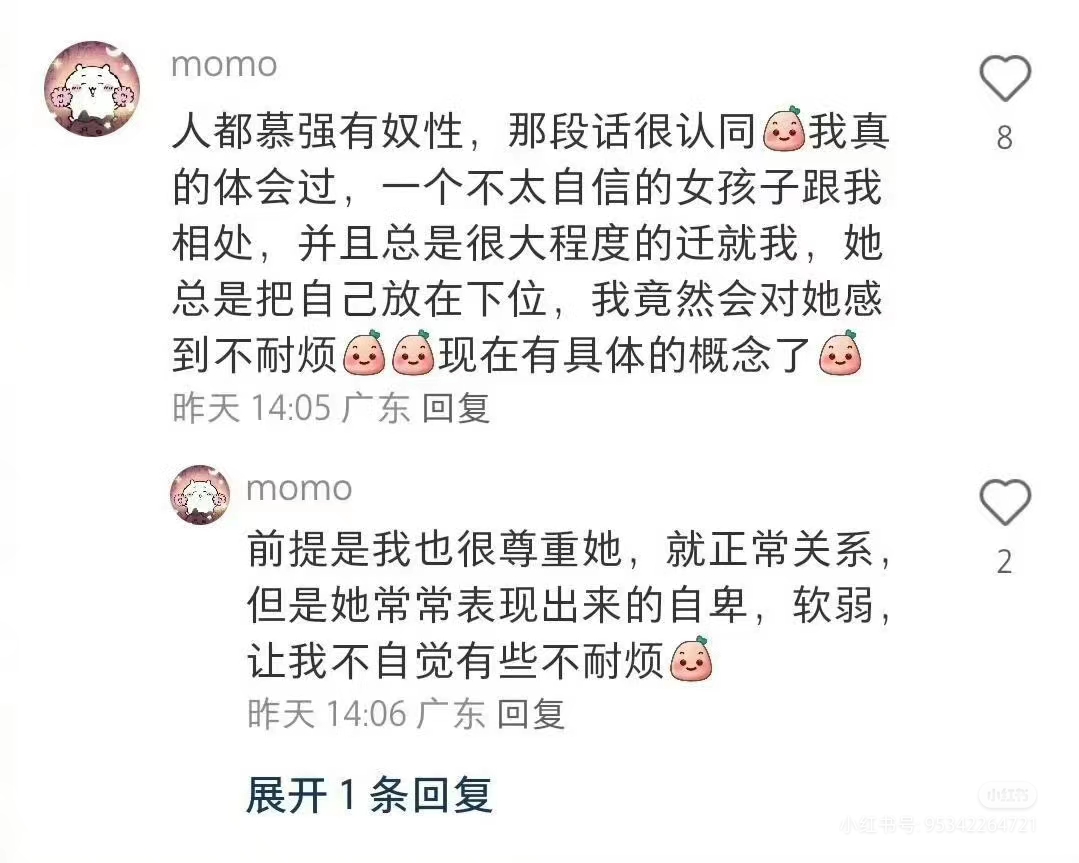 momo
人都慕强有奴性，那段话很认同我真
的体会过，一个不太自信的女孩子跟我
相处，并且总是很大程度的迁就我，她
总是把自己放在下位，我竟然会对她感
到不耐烦现在有具体的概念了
昨天 14:05 广东 回复
8
momo
前提是我也很尊重她，就正常关系，
但是她常常表现出来的自卑，软弱，
让我不自觉有些不耐烦
昨天 14:06 广东 回复
2
展开 1 条回复
小红书
小红书号: 95342264721